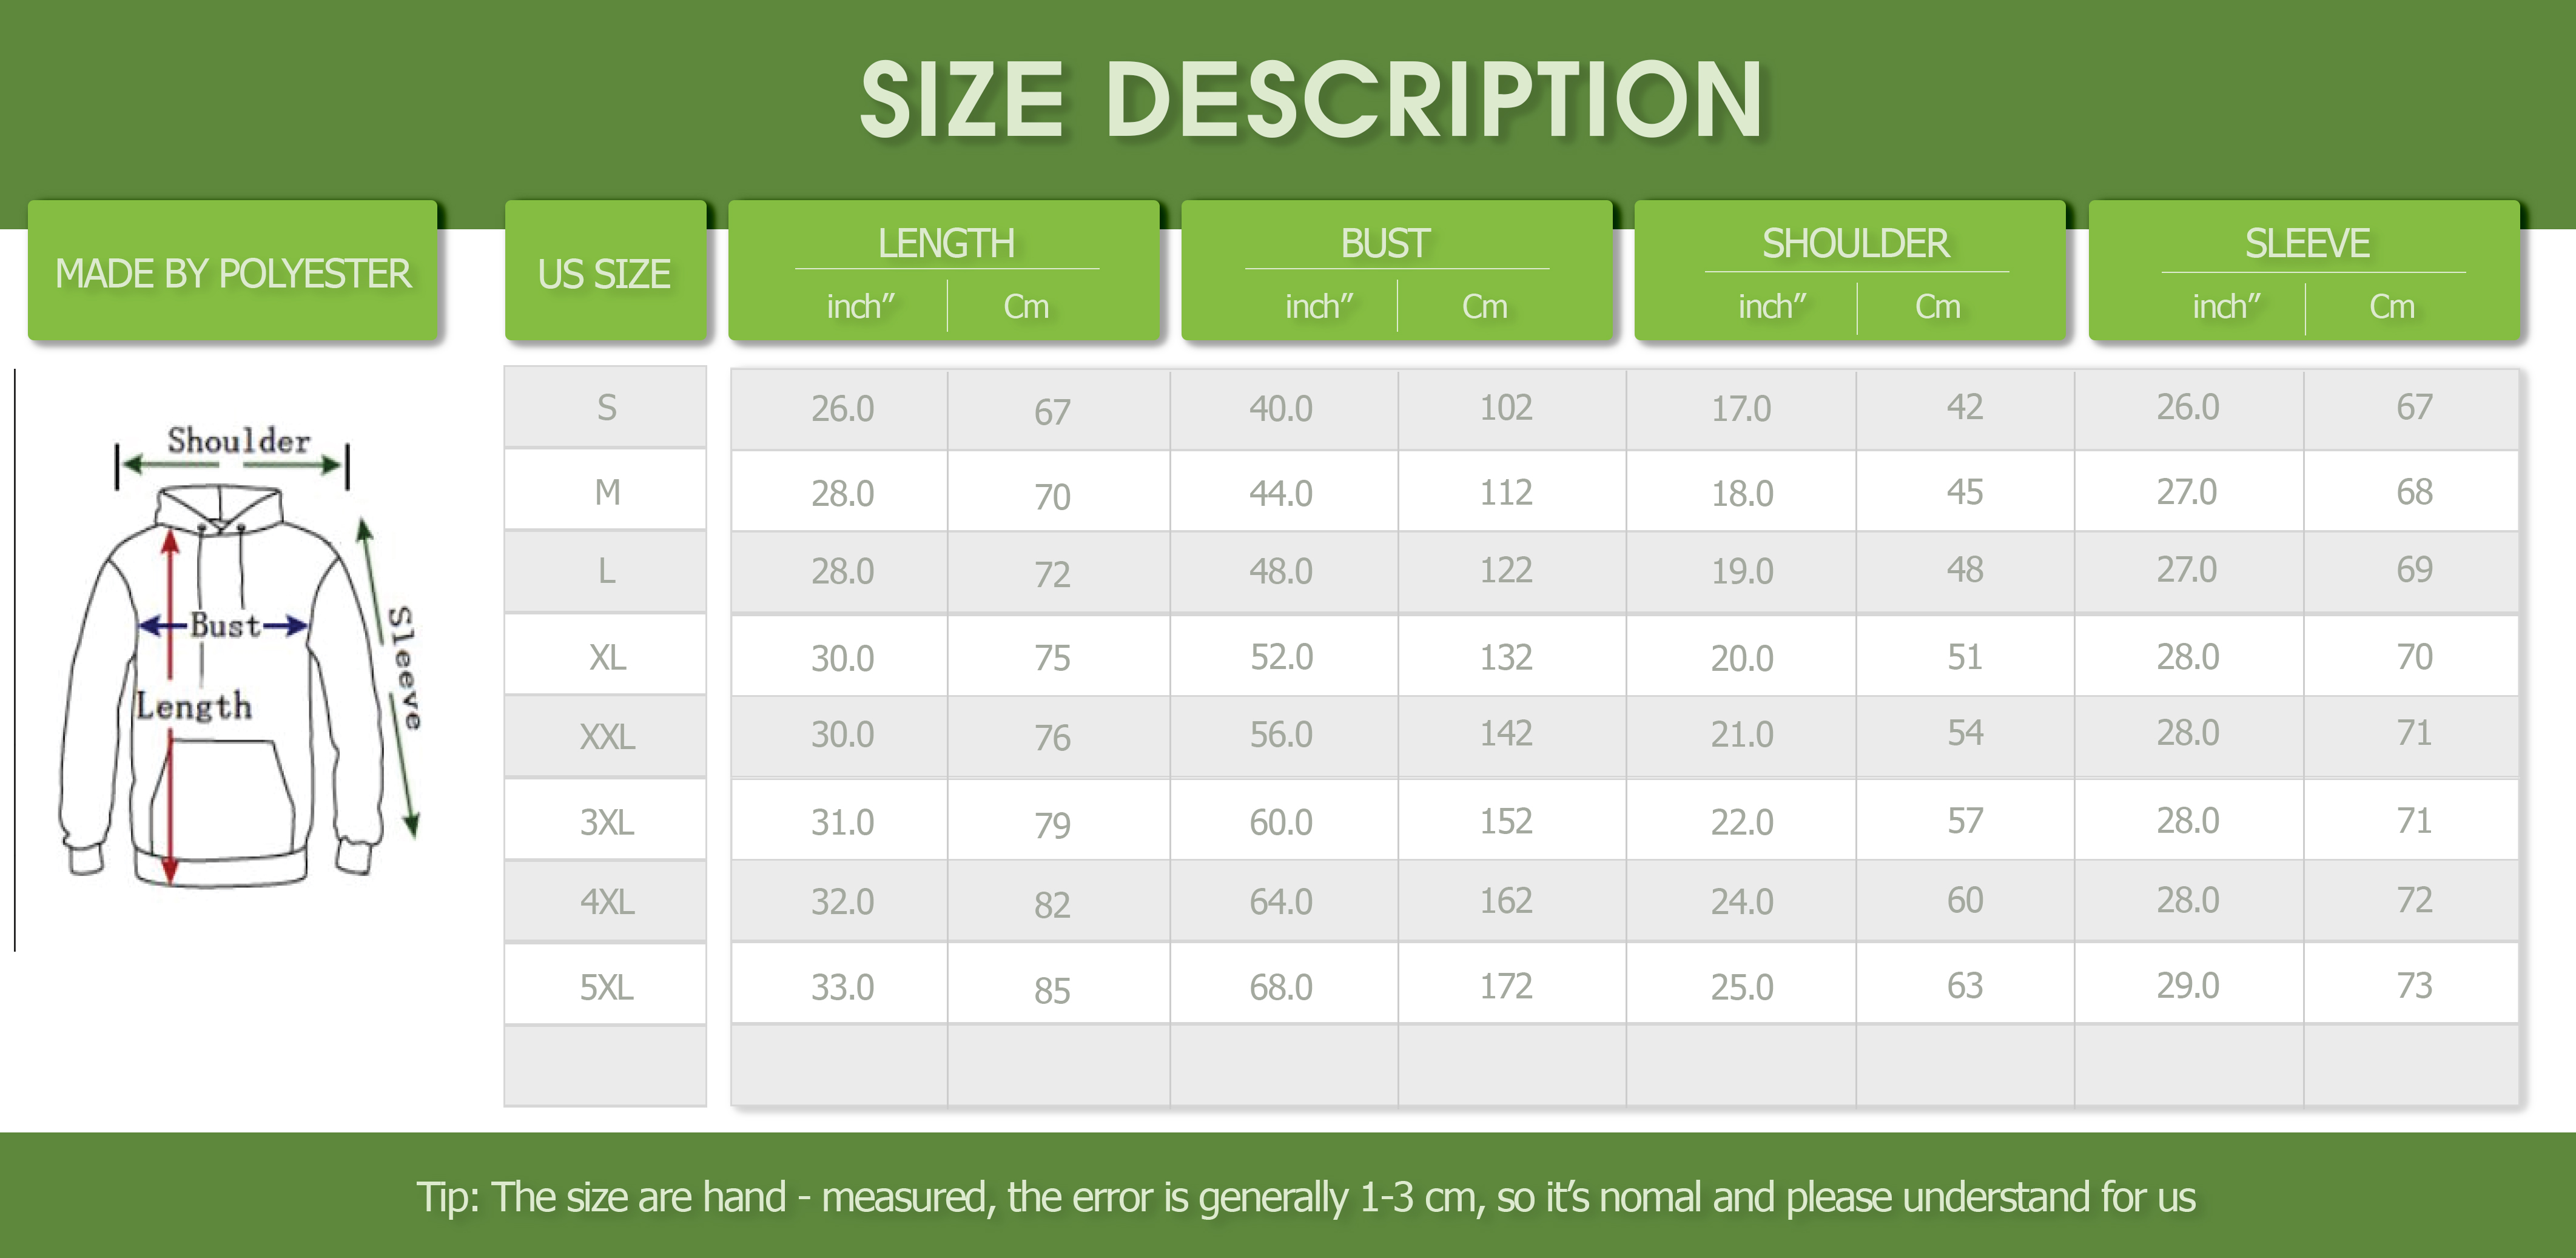 SIZE DESCRIPTION
MADE BY POLYESTER
US SIZE
LENGTH
inch” Cm
BUST
inch” Cm
SHOULDER
inch” Cm
SLEEVE
inch” Cm
Shoulder
Bust
Length
Sleeve
S 26.0 67 40.0 102 17.0 42 26.0 67
M 28.0 70 44.0 112 18.0 45 27.0 68
L 28.0 72 48.0 122 19.0 48 27.0 69
XL 30.0 75 52.0 132 20.0 51 28.0 70
XXL 30.0 76 56.0 142 21.0 54 28.0 71
3XL 31.0 79 60.0 152 22.0 57 28.0 71
4XL 32.0 82 64.0 162 24.0 60 28.0 72
5XL 33.0 85 68.0 172 25.0 63 29.0 73
Tip: The size are hand - measured, the error is generally 1-3 cm, so it’s nomal and please understand for us